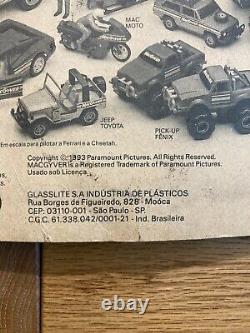 MAC
MOTO
JEEP
TOYOTA
PICK-UP
FÊNIX
Em escala para pilotar a Ferrari e a Cheetah.
Copyright © 1993 Paramount Pictures. All Rights Reserved.
MACGYVER is a Registered Trademark of Paramount Pictures.
Usado sob Licença.
GLASSLITE S.A INDÚSTRIA DE PLÁSTICOS
Rua Borges de Figueiredo, 828 - Moóca
CEP: 03110-001 - São Paulo - SP.
C.G.C. 61.338.042/0001-21 - Ind. Brasileira